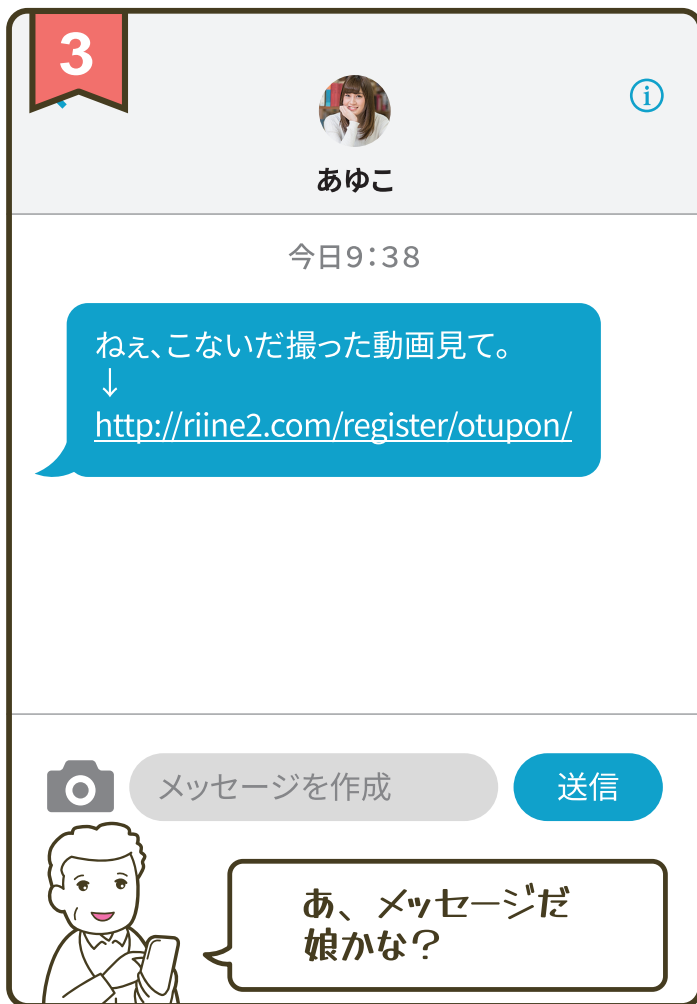 3
あゆこ
今日9:38
ねぇ、こないだ撮った動画見て。
↓
http://riine2.com/register/otupon/
メッセージを作成
送信
あ、メッセージだ
娘かな?